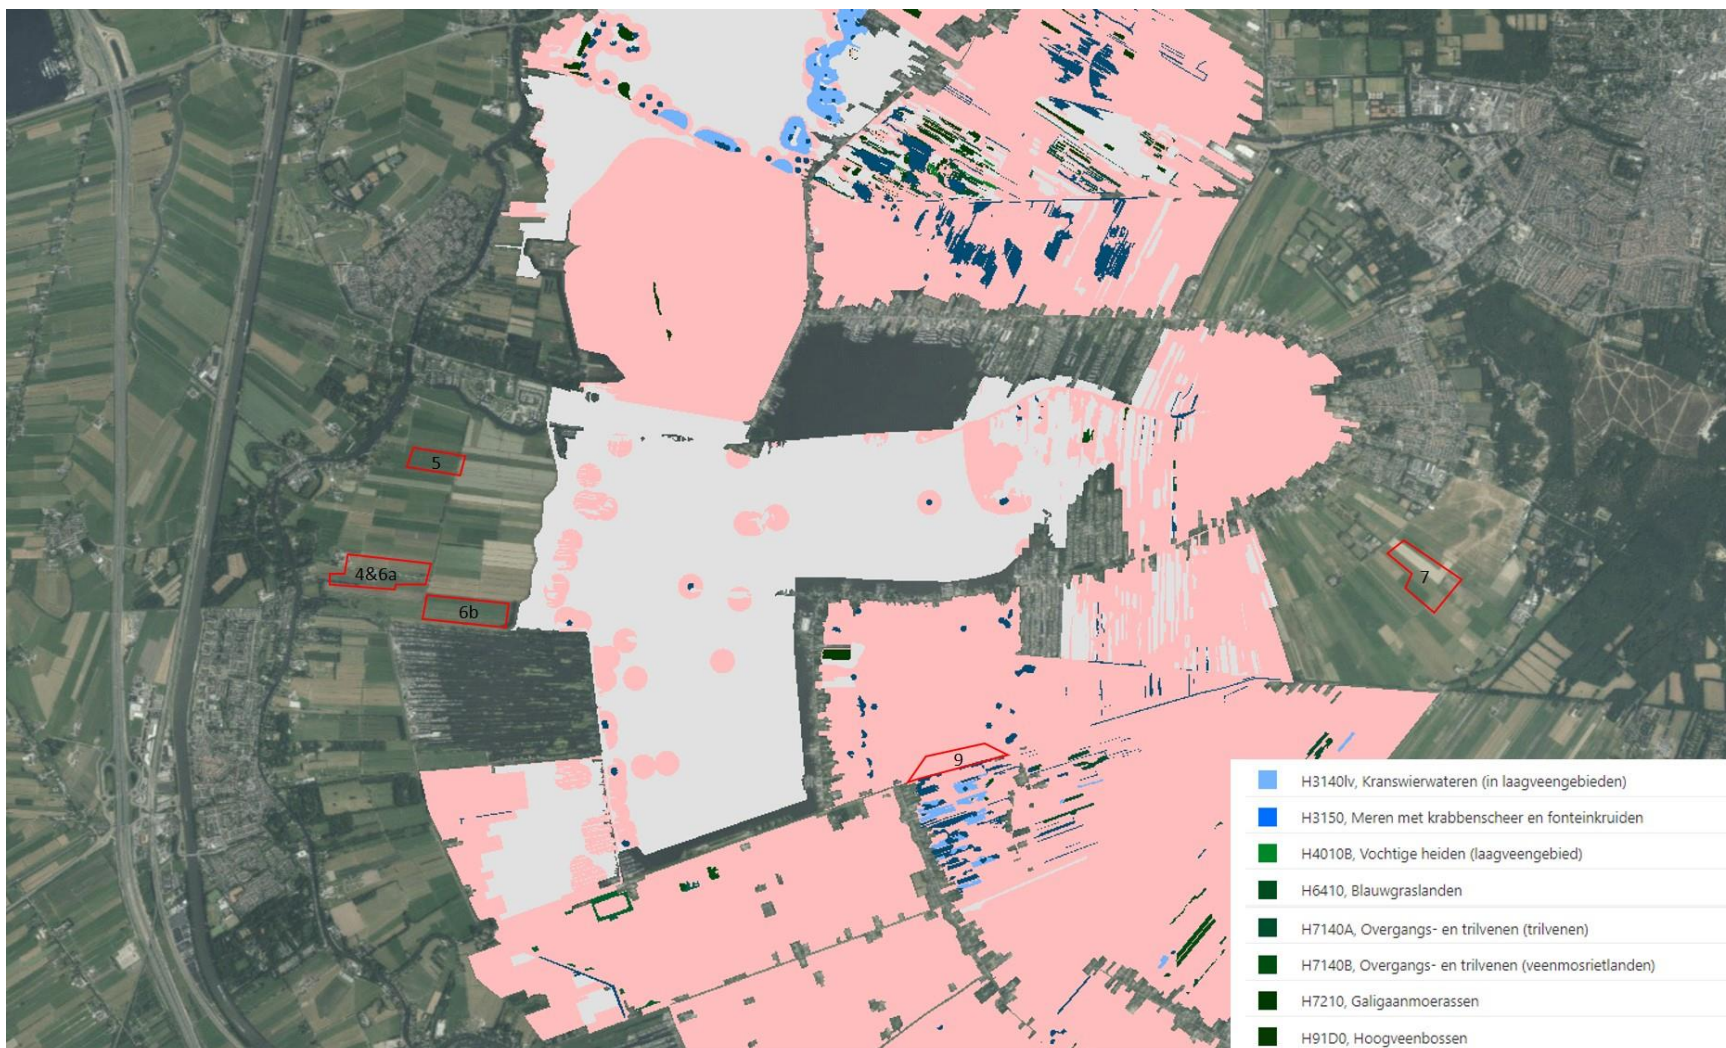 5
4&6a
6b
7
9
H3140lv, Kranswierwateren (in laagveengebieden)
H3150, Meren met krabbenscheer en fonteinkruiden
H4010B, Vochtige heiden (laagveengebied)
H6410, Blauwgraslanden
H7140A, Overgangs- en trilvenen (trilvenen)
H7140B, Overgangs- en trilvenen (veenmosrietlanden)
H7210, Galigaanmoerassen
H91D0, Hoogveenbossen